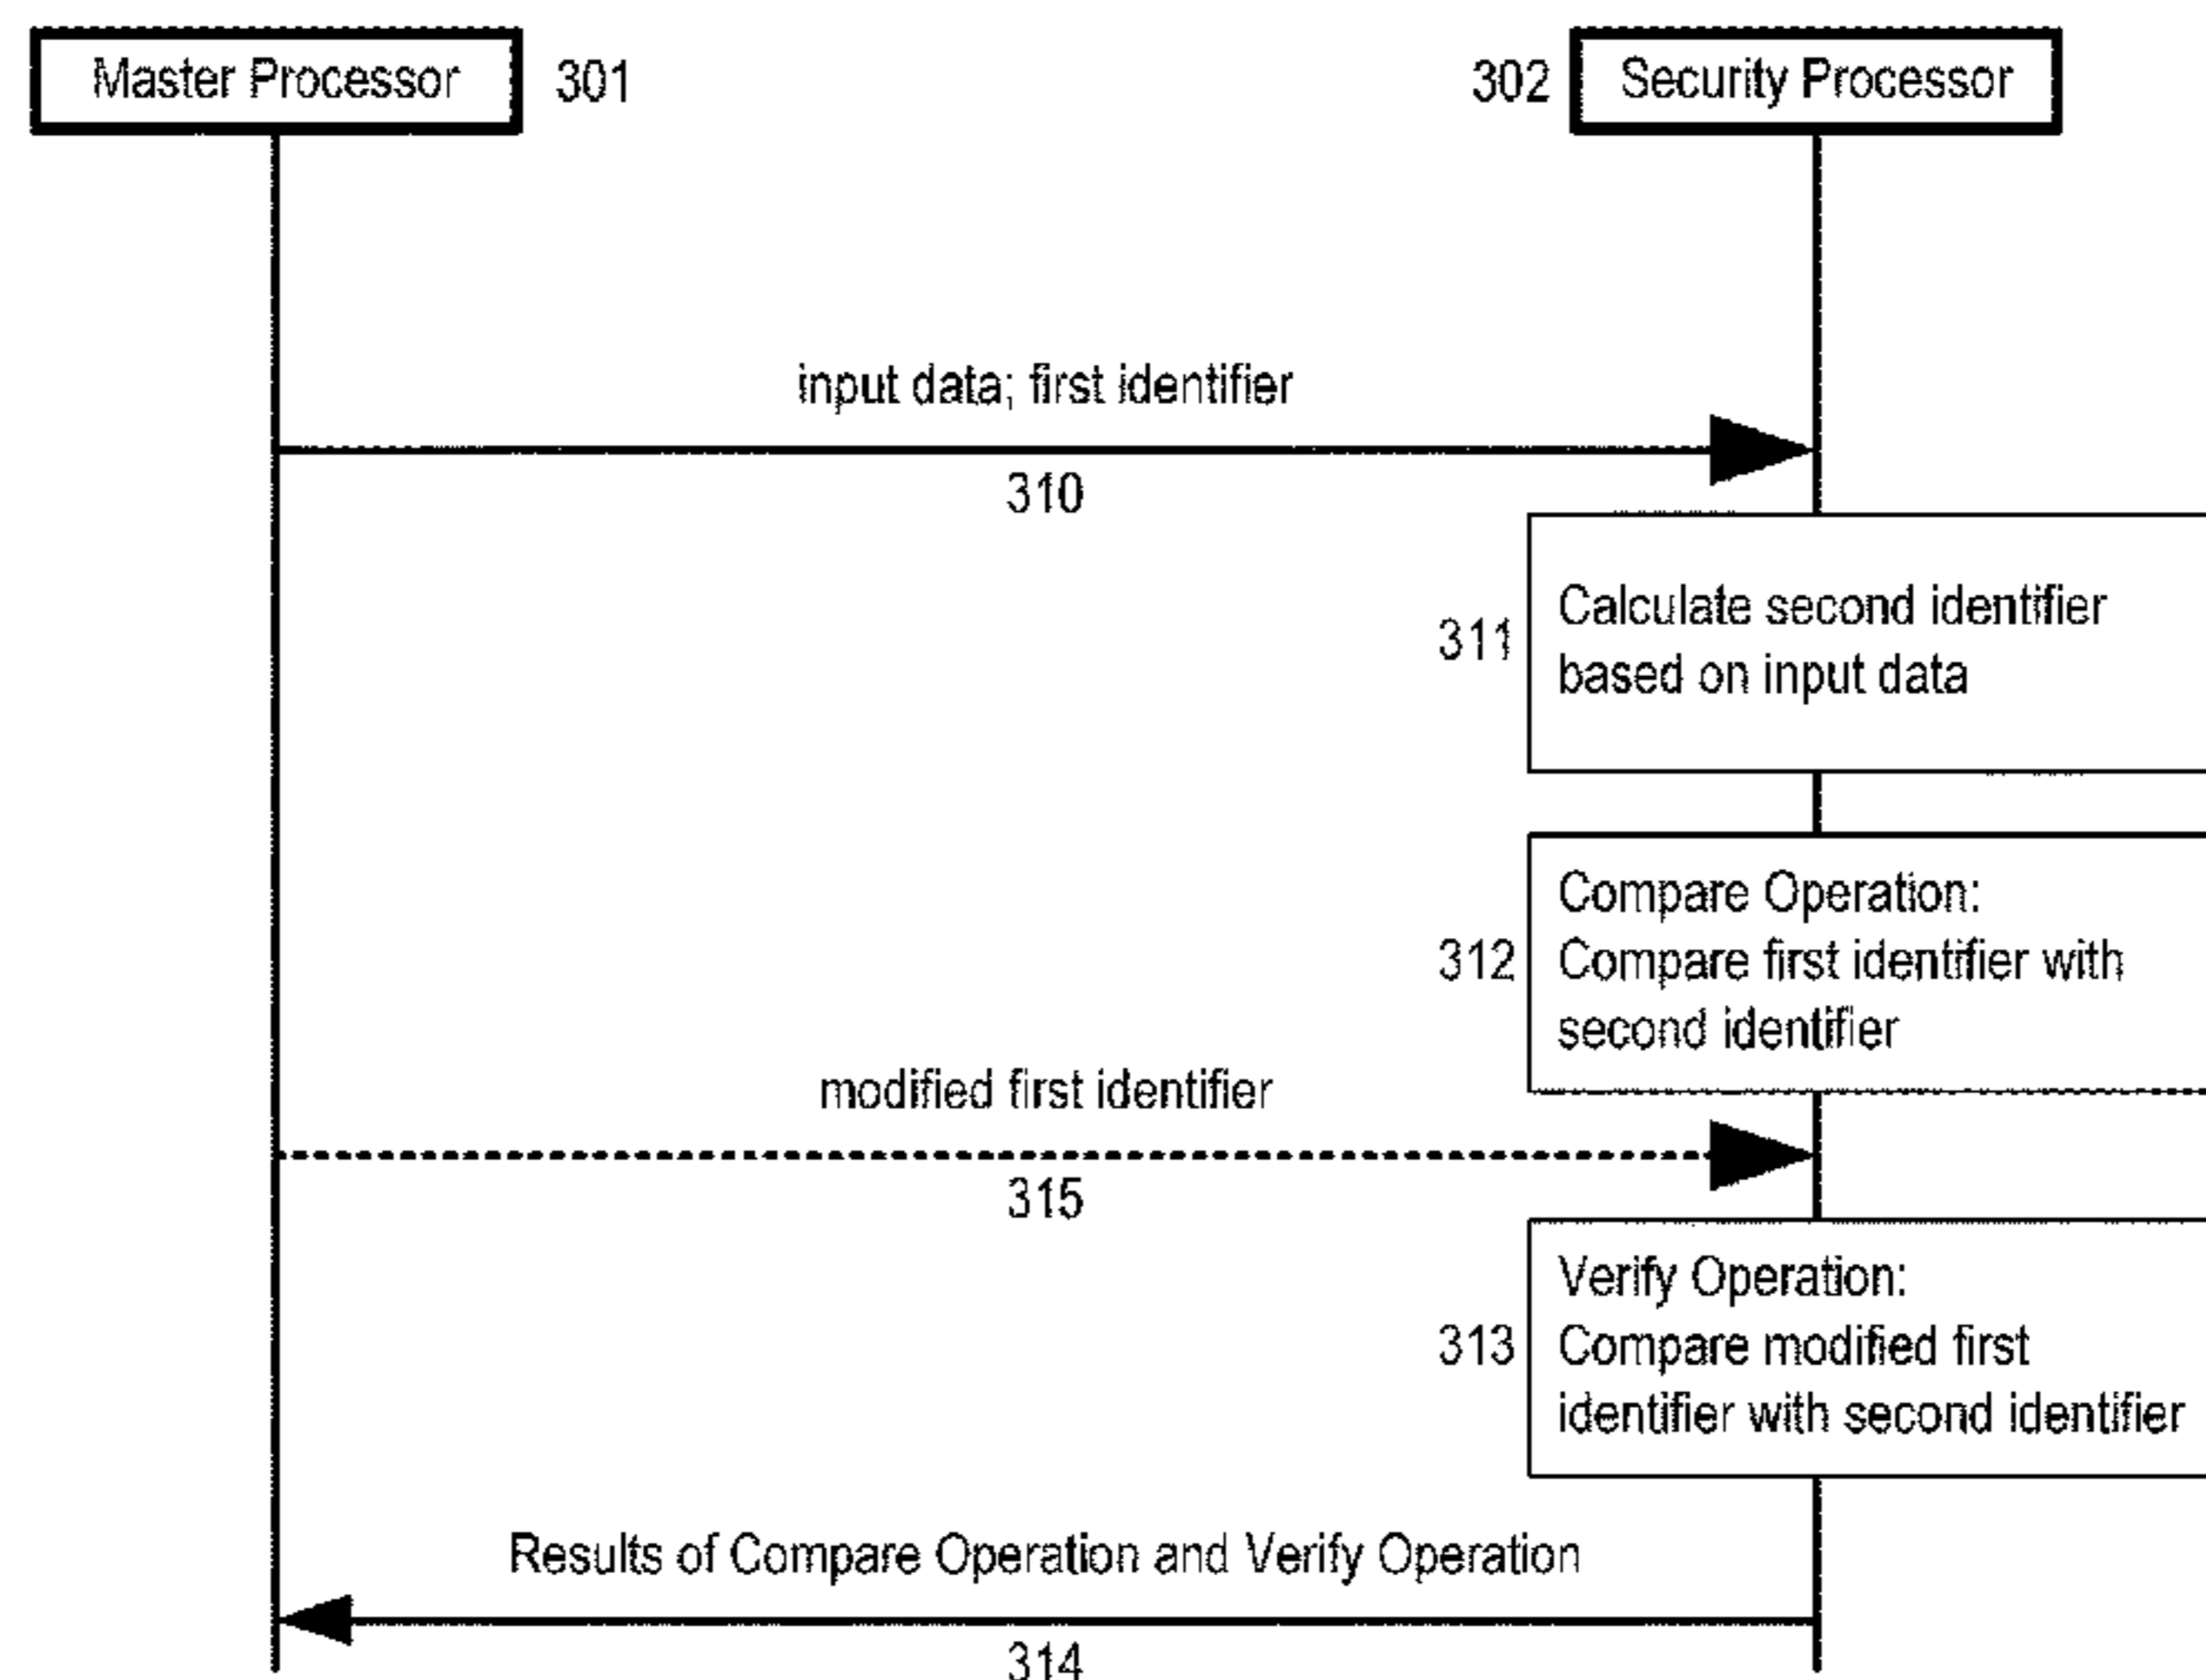 Master Processor 301
302 Security Processor
input data; first identifier
310
311
Calculate second identifier
based on input data
312
Compare Operation:
Compare first identifier with
second identifier
modified first identifier
315
313
Verify Operation:
Compare modified first
identifier with second identifier
Results of Compare Operation and Verify Operation
314